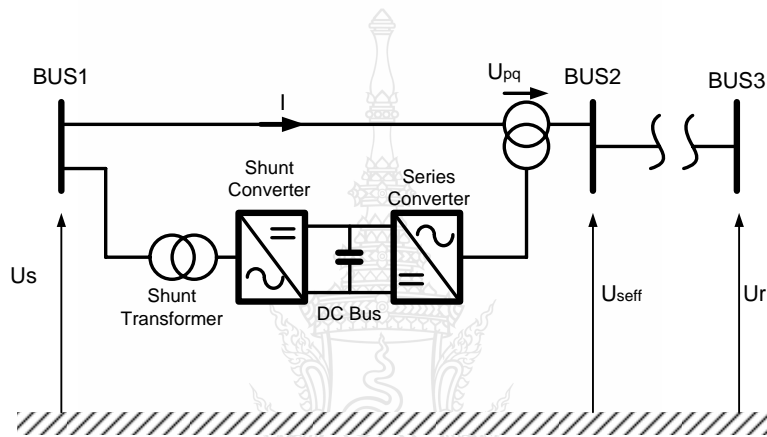 BUS1
I
Upq
BUS2
BUS3
Shunt
Converter
Series
Converter
Us
Shunt
Transformer
DC Bus
Useff
Ur